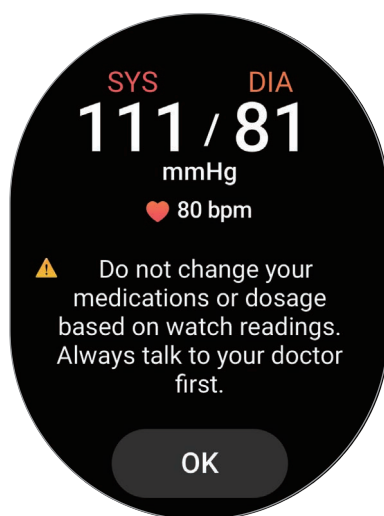 SYS DIA
111 / 81
mmHg
80 bpm
Do not change your
medications or dosage
based on watch readings.
Always talk to your doctor
first.
OK